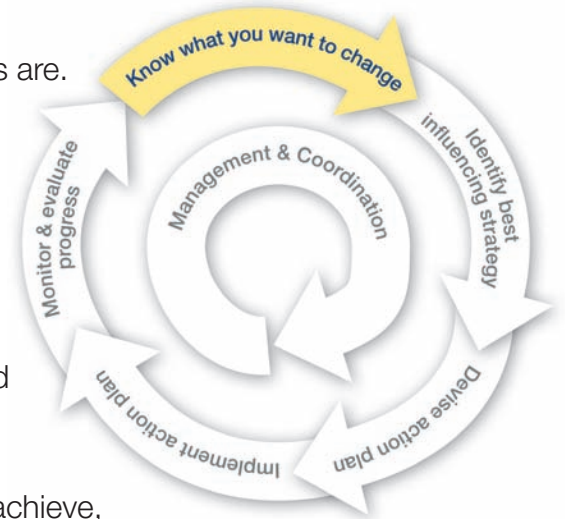 s are.
Know what you want to change
Identify best
influencing strategy
Devise action plan
Implement action plan
Monitor & evaluate
progress
Management & Coordination
d
achieve,